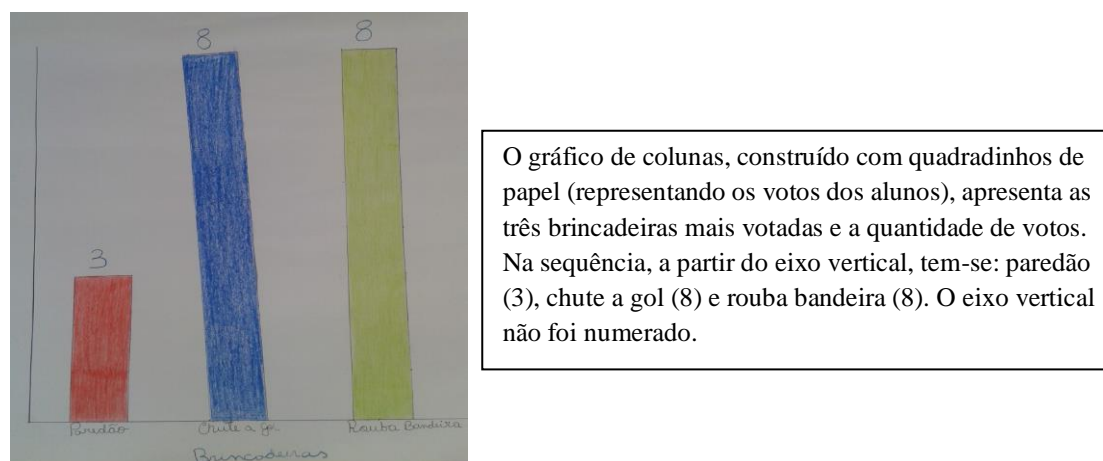 8
8
3
Paredão
Chute a gol
Rouba Bandeira
Brincadeiras
O gráfico de colunas, construído com quadradinhos de
papel (representando os votos dos alunos), apresenta as
três brincadeiras mais votadas e a quantidade de votos.
Na sequência, a partir do eixo vertical, tem-se: paredão
(3), chute a gol (8) e rouba bandeira (8). O eixo vertical
não foi numerado.